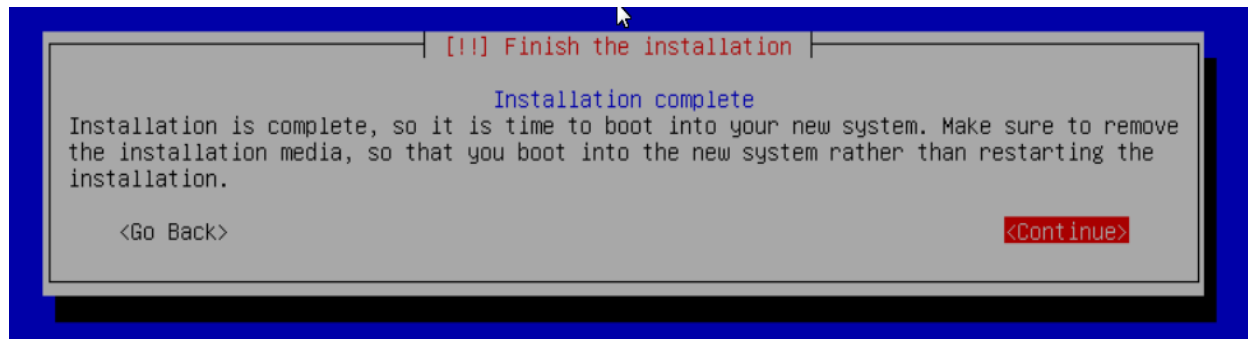 [!!] Finish the installation
Installation complete
Installation is complete, so it is time to boot into your new system. Make sure to remove
the installation media, so that you boot into the new system rather than restarting the
installation.
<Go Back> <Continue>